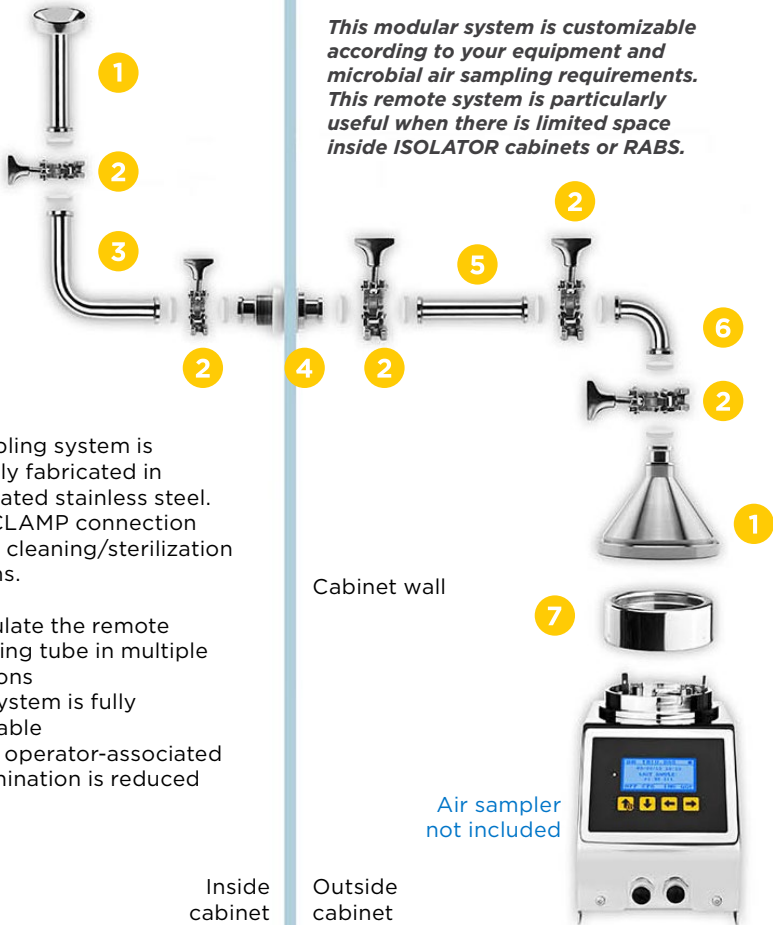 This modular system is customizable
according to your equipment and
microbial air sampling requirements.
This remote system is particularly
useful when there is limited space
inside ISOLATOR cabinets or RABS.
1
2
2
3
5
6
2
4
2
2
pling system is
ly fabricated in
ated stainless steel.
CLAMP connection
cleaning/sterilization
ns.
1
Cabinet wall
7
ulate the remote
ing tube in multiple
ons
ystem is fully
able
operator-associated
mination is reduced
Air sampler
not included
Inside
cabinet
Outside
cabinet